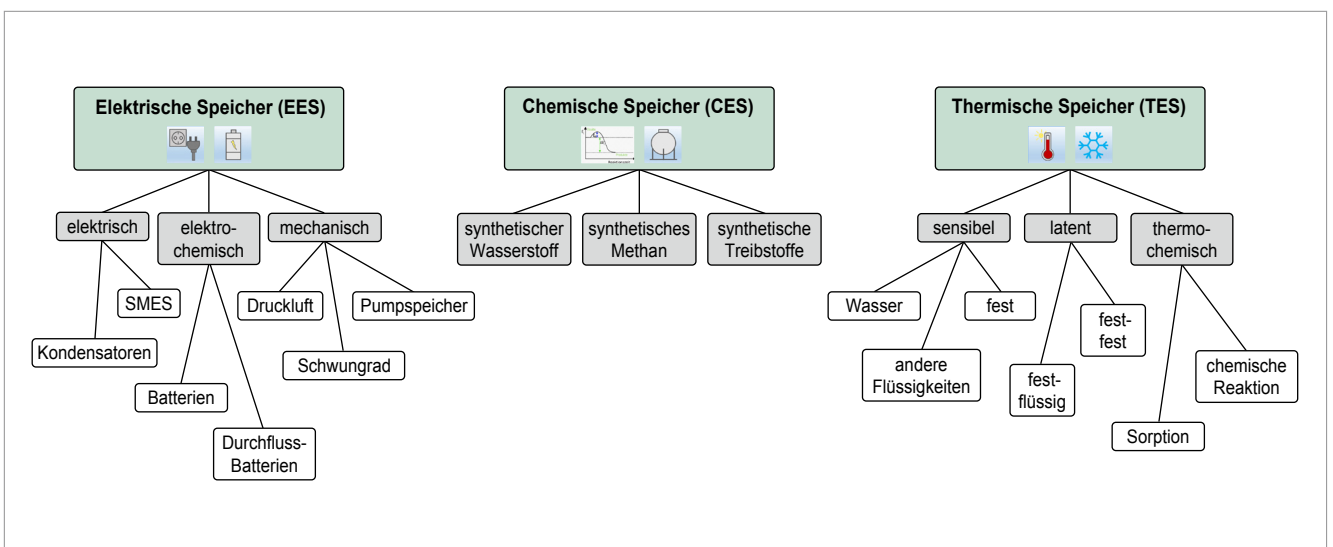 Elektrische Speicher (EES)
Chemische Speicher (CES)
Thermische Speicher (TES)
elektrisch
elektro-
chemisch
mechanisch
SMES
Kondensatoren
Batterien
Durchfluss-
Batterien
Druckluft
Pumpspeicher
Schwungrad
synthetischer
Wasserstoff
synthetisches
Methan
synthetische
Treibstoffe
sensibel
latent
thermo-
chemisch
Wasser
fest
andere
Flüssigkeiten
fest-
fest
fest-
flüssig
chemische
Reaktion
Sorption